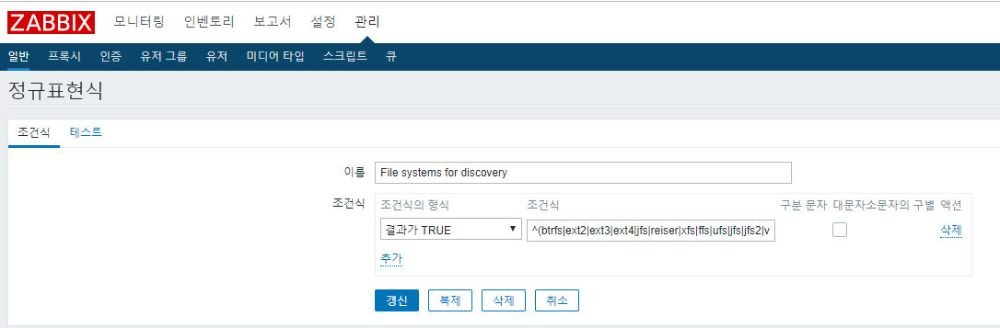 ZABBIX 모니터링 인벤토리 보고서 설정 관리
일반 프록시 인증 유저 그룹 유저 미디어 타입 스크립트 큐
정규표현식
조건식 테스트
이름 File systems for discovery
조건식 조건식의 형식 조건식 구분 문자 대문자소문자의 구별 액션
결과가 TRUE ^(btrfs|ext2|ext3|ext4|jfs|reiser|xfs|ffs|ufs|jfs|jfs2|v 삭제
추가
갱신 복제 삭제 취소